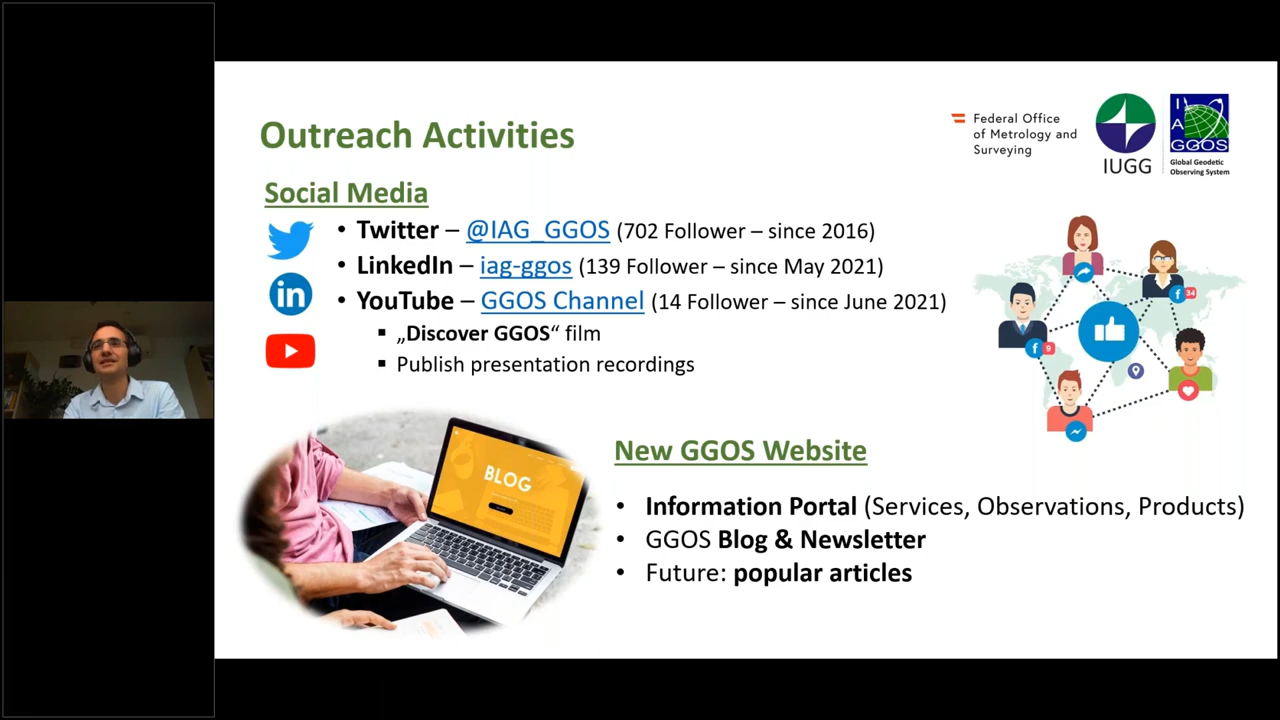 Outreach Activities
Federal Office
of Metrology and
Surveying
IUGG
I
A
G
GGOS
Global Geodetic
Observing System
Social Media
• Twitter – @IAG_GGOS (702 Follower – since 2016)
• LinkedIn – iag-ggos (139 Follower – since May 2021)
• YouTube – GGOS Channel (14 Follower – since June 2021)
▪ „Discover GGOS“ film
▪ Publish presentation recordings
in
f 34
f 9
BLOG
New GGOS Website
• Information Portal (Services, Observations, Products)
• GGOS Blog & Newsletter
• Future: popular articles